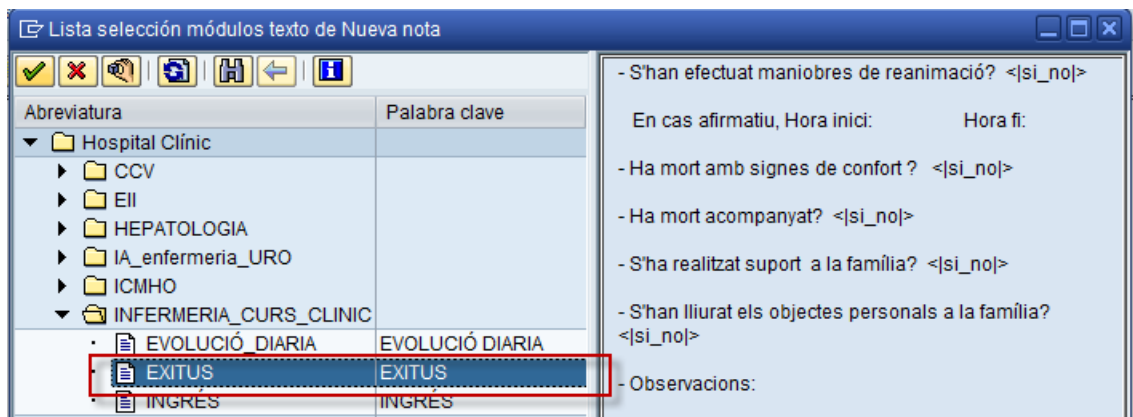 Lista selección módulos texto de Nueva nota
Abreviatura Palabra clave
Hospital Clínic
CCV
EII
HEPATOLOGIA
IA_enfermeria_URO
ICMHO
INFERMERIA_CURS_CLINIC
EVOLUCIÓ_DIARIA EVOLUCIÓ DIARIA
EXITUS EXITUS
INGRÉS INGRÉS
- S'han efectuat maniobres de reanimació? <|si_no|>
En cas afirmatiu, Hora inici: Hora fi:
- Ha mort amb signes de confort ? <|si_no|>
- Ha mort acompanyat? <|si_no|>
- S'ha realitzat suport a la família? <|si_no|>
- S'han lliurat els objectes personals a la família?
<|si_no|>
- Observacions: